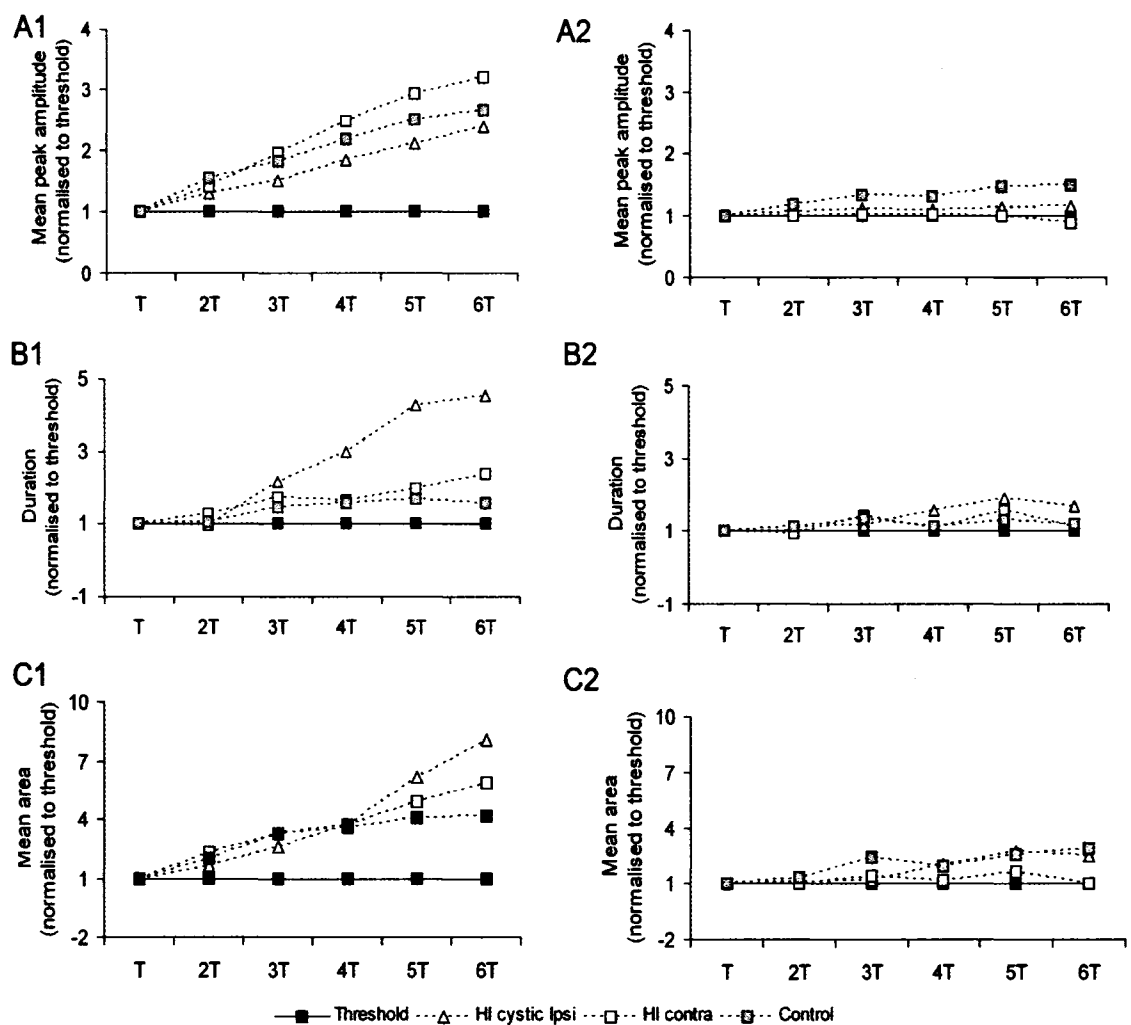 A1
Mean peak amplitude
(normalised to threshold)
4
3
2
1
0
T 2T 3T 4T 5T 6T
A2
Mean peak amplitude
(normalised to threshold)
4
3
2
1
0
T 2T 3T 4T 5T 6T
B1
Duration
(normalised to threshold)
5
3
1
-1
T 2T 3T 4T 5T 6T
B2
Duration
(normalised to threshold)
5
3
1
-1
T 2T 3T 4T 5T 6T
C1
Mean area
(normalised to threshold)
10
7
4
1
-2
T 2T 3T 4T 5T 6T
C2
Mean area
(normalised to threshold)
10
7
4
1
-2
T 2T 3T 4T 5T 6T
Threshold HI cystic Ipsi HI contra Control